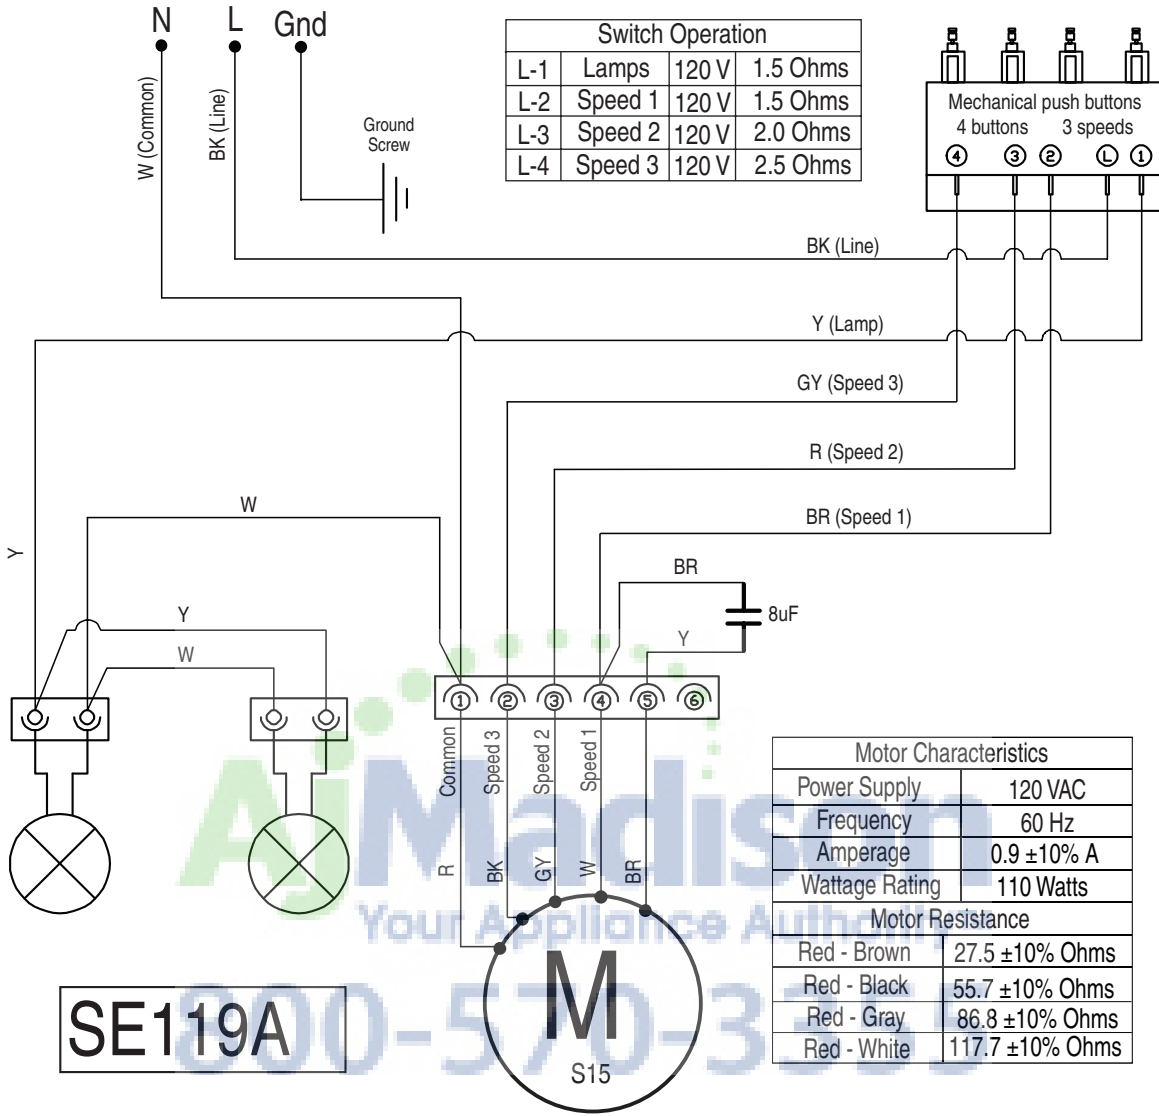 N L Gnd
W (Common)
BK (Line)
Ground
Screw
Switch Operation
L-1 Lamps 120 V 1.5 Ohms
L-2 Speed 1 120 V 1.5 Ohms
L-3 Speed 2 120 V 2.0 Ohms
L-4 Speed 3 120 V 2.5 Ohms
Mechanical push buttons
4 buttons 3 speeds
4 3 2 L 1
BK (Line)
Y (Lamp)
GY (Speed 3)
R (Speed 2)
BR (Speed 1)
W
Y
BR
8uF
Y
Y
W
1 2 3 4 5 6
Common
Speed 3
Speed 2
Speed 1
R
BK
GY
W
BR
M
S15
Motor Characteristics
Power Supply 120 VAC
Frequency 60 Hz
Amperage 0.9 ±10% A
Wattage Rating 110 Watts
Motor Resistance
Red - Brown 27.5 ±10% Ohms
Red - Black 55.7 ±10% Ohms
Red - Gray 86.8 ±10% Ohms
Red - White 117.7 ±10% Ohms
SE119A
AjMadison
Your Appliance Authority
800-570-3355